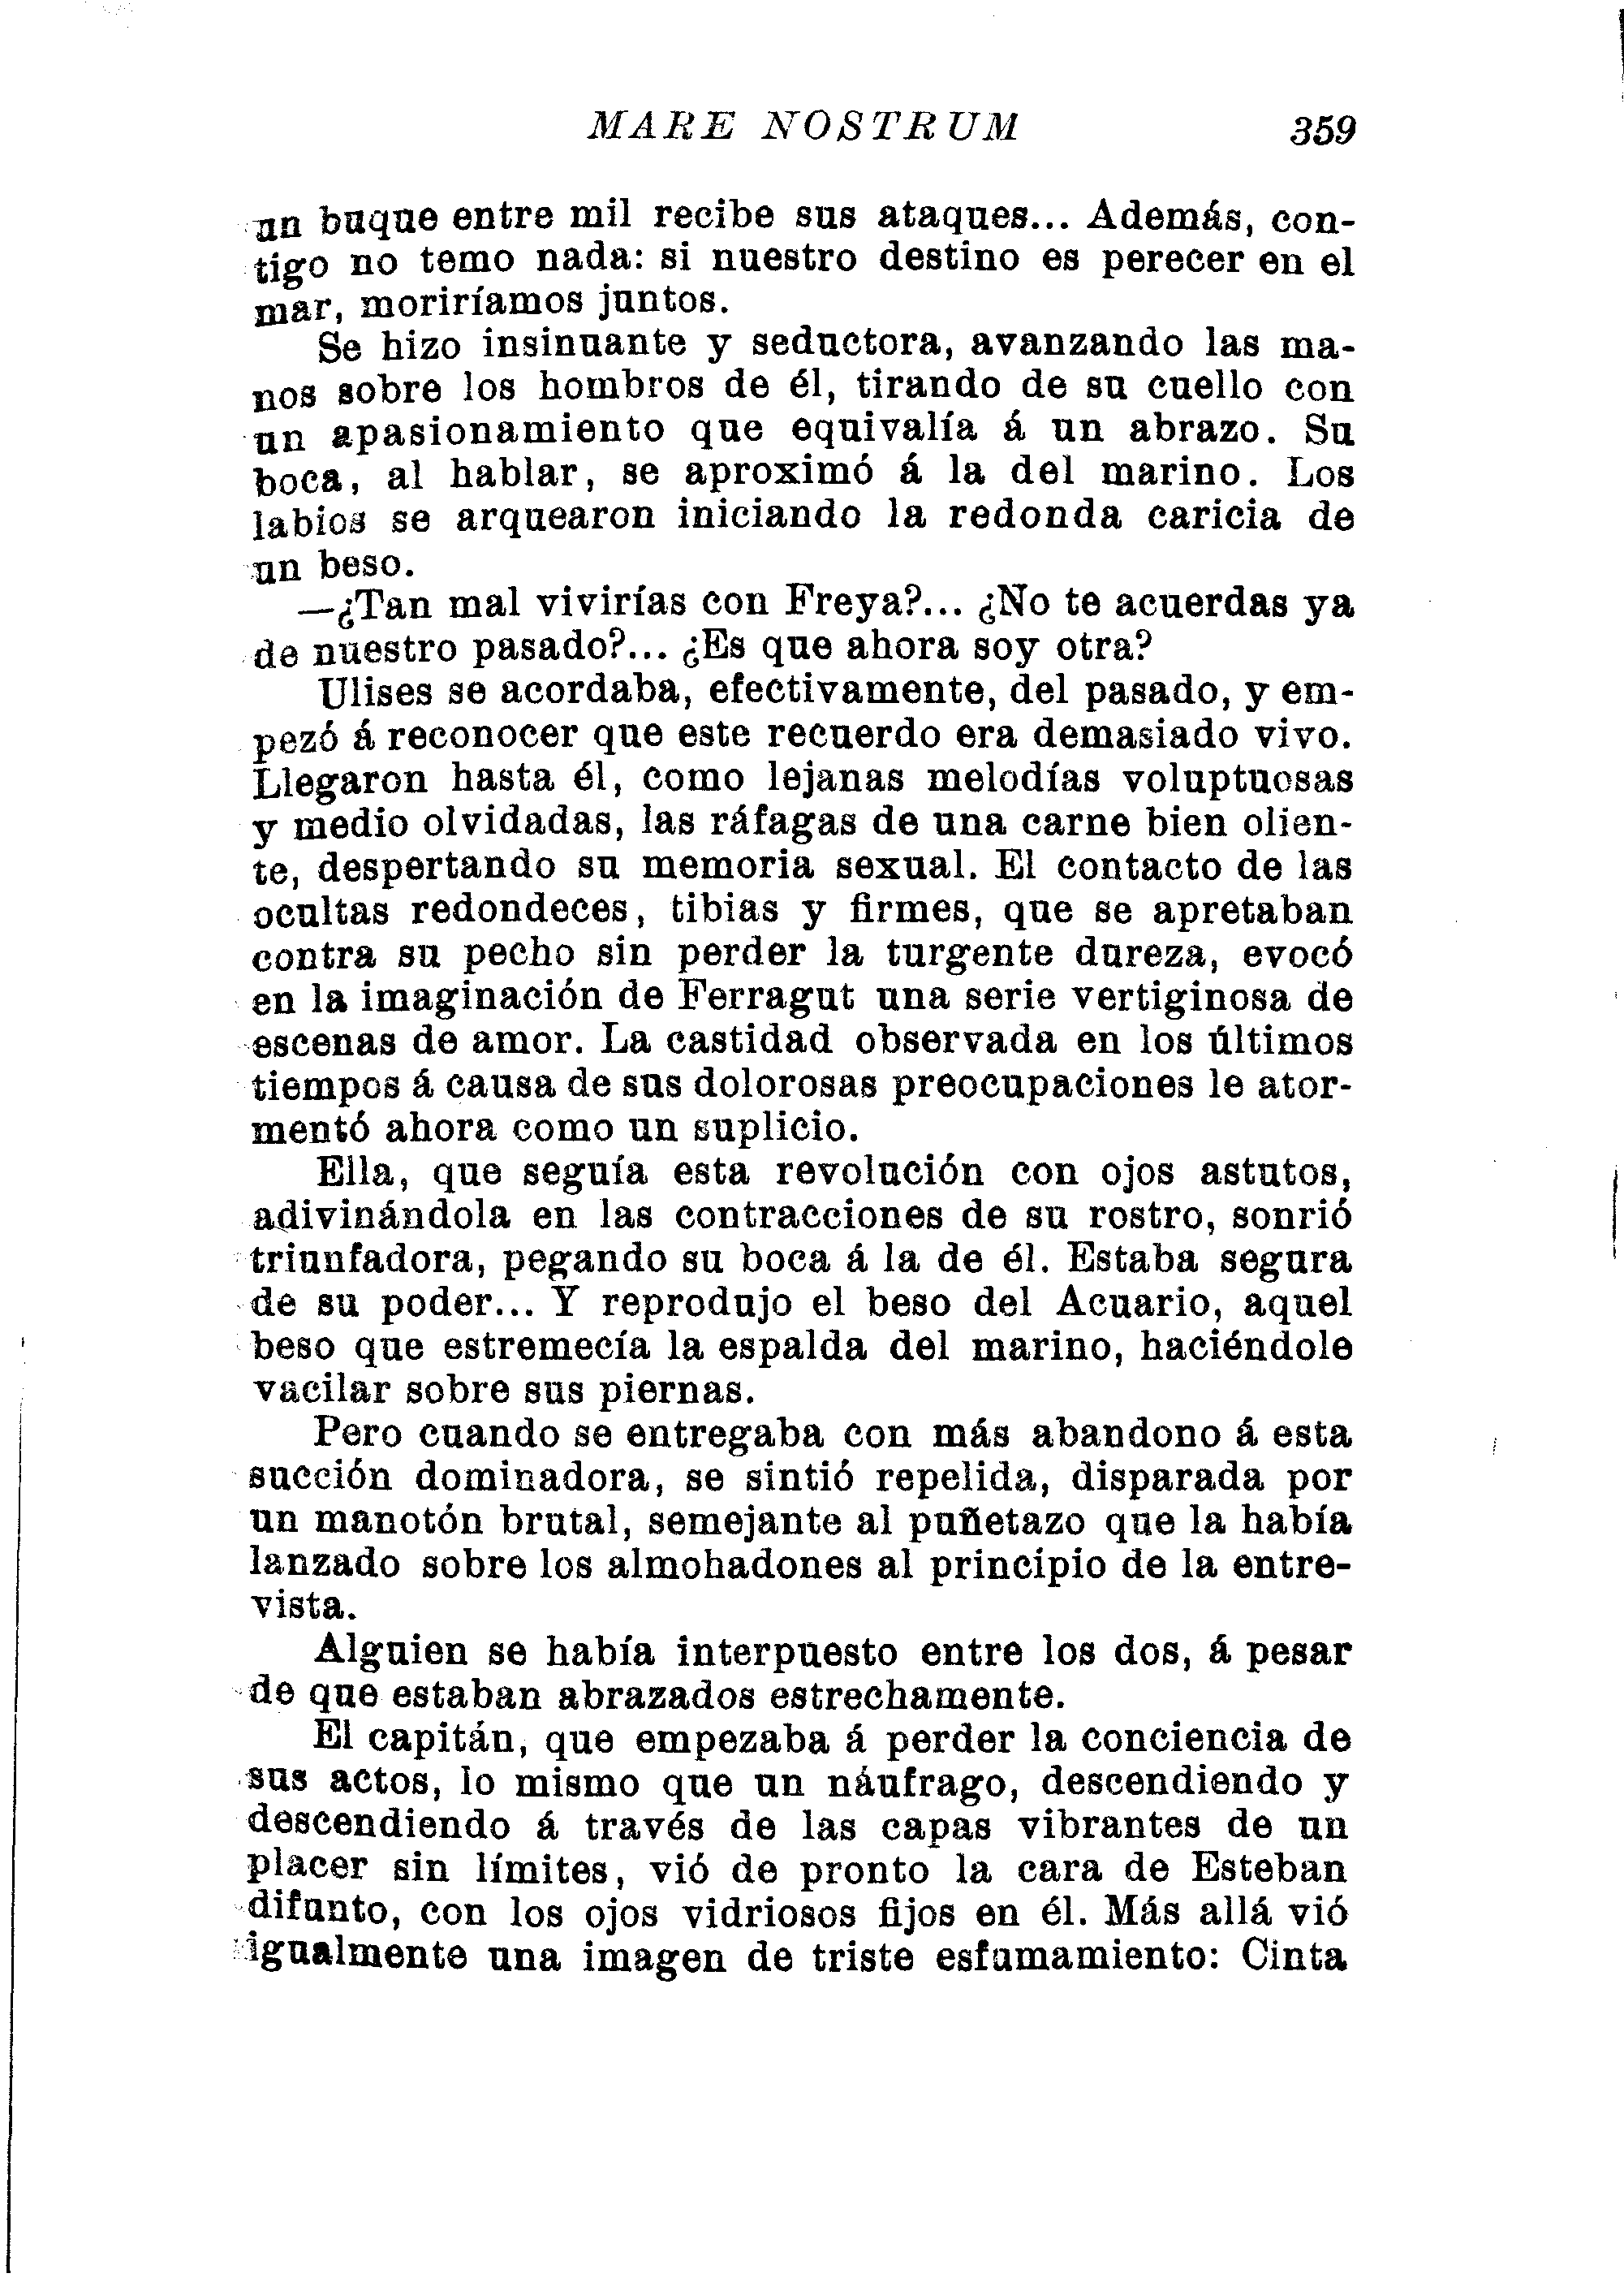 MARE NOSTRUM 359
un buque entre mil recibe sus ataques... Además, con-
tigo no temo nada: si nuestro destino es perecer en el
mar, moriríamos juntos.
Se hizo insinuante y seductora, avanzando las ma-
nos sobre los hombros de él, tirando de su cuello con
un apasionamiento que equivalía á un abrazo. Su
boca, al hablar, se aproximó á la del marino. Los
labios se arquearon iniciando la redonda caricia de
un beso.
—¿Tan mal vivirías con Freya?... ¿No te acuerdas ya
de nuestro pasado?... ¿Es que ahora soy otra?
Ulises se acordaba, efectivamente, del pasado, y em-
pezó á reconocer que este recuerdo era demasiado vivo.
Llegaron hasta él, como lejanas melodías voluptuosas
y medio olvidadas, las ráfagas de una carne bien olien-
te, despertando su memoria sexual. El contacto de las
ocultas redondeces, tibias y firmes, que se apretaban
contra su pecho sin perder la turgente dureza, evocó
en la imaginación de Ferragut una serie vertiginosa de
escenas de amor. La castidad observada en los últimos
tiempos á causa de sus dolorosas preocupaciones le ator-
mentó ahora como un suplicio.
Ella, que seguía esta revolución con ojos astutos,
adivinándola en las contracciones de su rostro, sonrió
triunfadora, pegando su boca á la de él. Estaba segura
de su poder... Y reprodujo el beso del Acuario, aquel
beso que estremecía la espalda del marino, haciéndole
vacilar sobre sus piernas.
Pero cuando se entregaba con más abandono á esta
succión dominadora, se sintió repelida, disparada por
un manotón brutal, semejante al puñetazo que la había
lanzado sobre los almohadones al principio de la entre-
vista.
Alguien se había interpuesto entre los dos, á pesar
de que estaban abrazados estrechamente.
El capitán, que empezaba á perder la conciencia de
sus actos, lo mismo que un náufrago, descendiendo y
descendiendo á través de las capas vibrantes de un
placer sin límites, vió de pronto la cara de Esteban
difunto, con los ojos vidriosos fijos en él. Más allá vió
igualmente una imagen de triste esfumamiento: Cinta